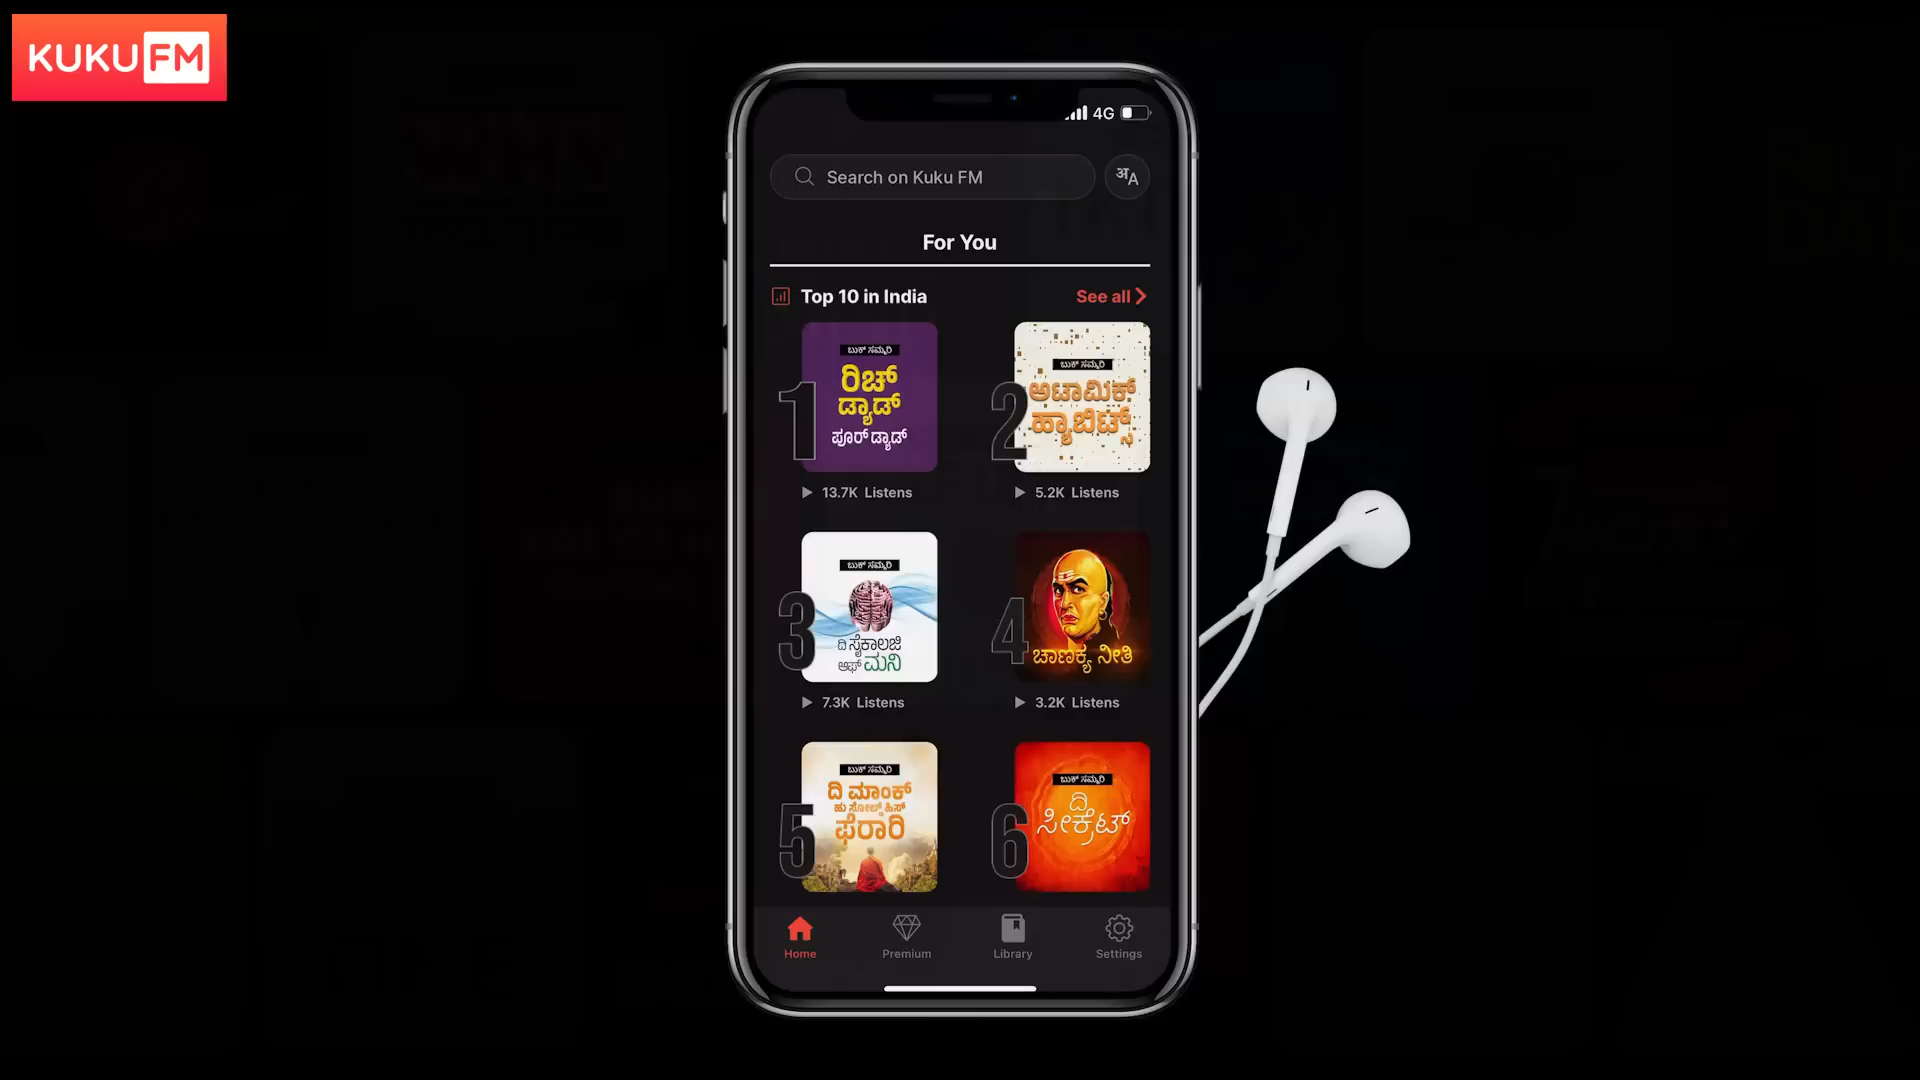 KUKU FM
4G
Search on Kuku FM
अA
For You
Top 10 in India
See all
1
ಬುಕ್ ಸಮ್ಮರಿ
ರಿಚ್
ಡ್ಯಾಡ್
ಪೂರ್ ಡ್ಯಾಡ್
13.7K Listens
2
ಬುಕ್ ಸಮ್ಮರಿ
ಅಟಾಮಿಕ್
ಹ್ಯಾಬಿಟ್ಸ್
5.2K Listens
3
ಬುಕ್ ಸಮ್ಮರಿ
ದಿ ಸೈಕಾಲಜಿ
ಆಫ್ ಮನಿ
7.3K Listens
4
ಚಾಣಕ್ಯ ನೀತಿ
3.2K Listens
5
ಬುಕ್ ಸಮ್ಮರಿ
ದಿ ಮಾಂಕ್
ಹು ಸೋಲ್ಡ್ ಹಿಸ್
ಫೆರಾರಿ
6
ಬುಕ್ ಸಮ್ಮರಿ
ದಿ
ಸೀಕ್ರೆಟ್
Home
Premium
Library
Settings